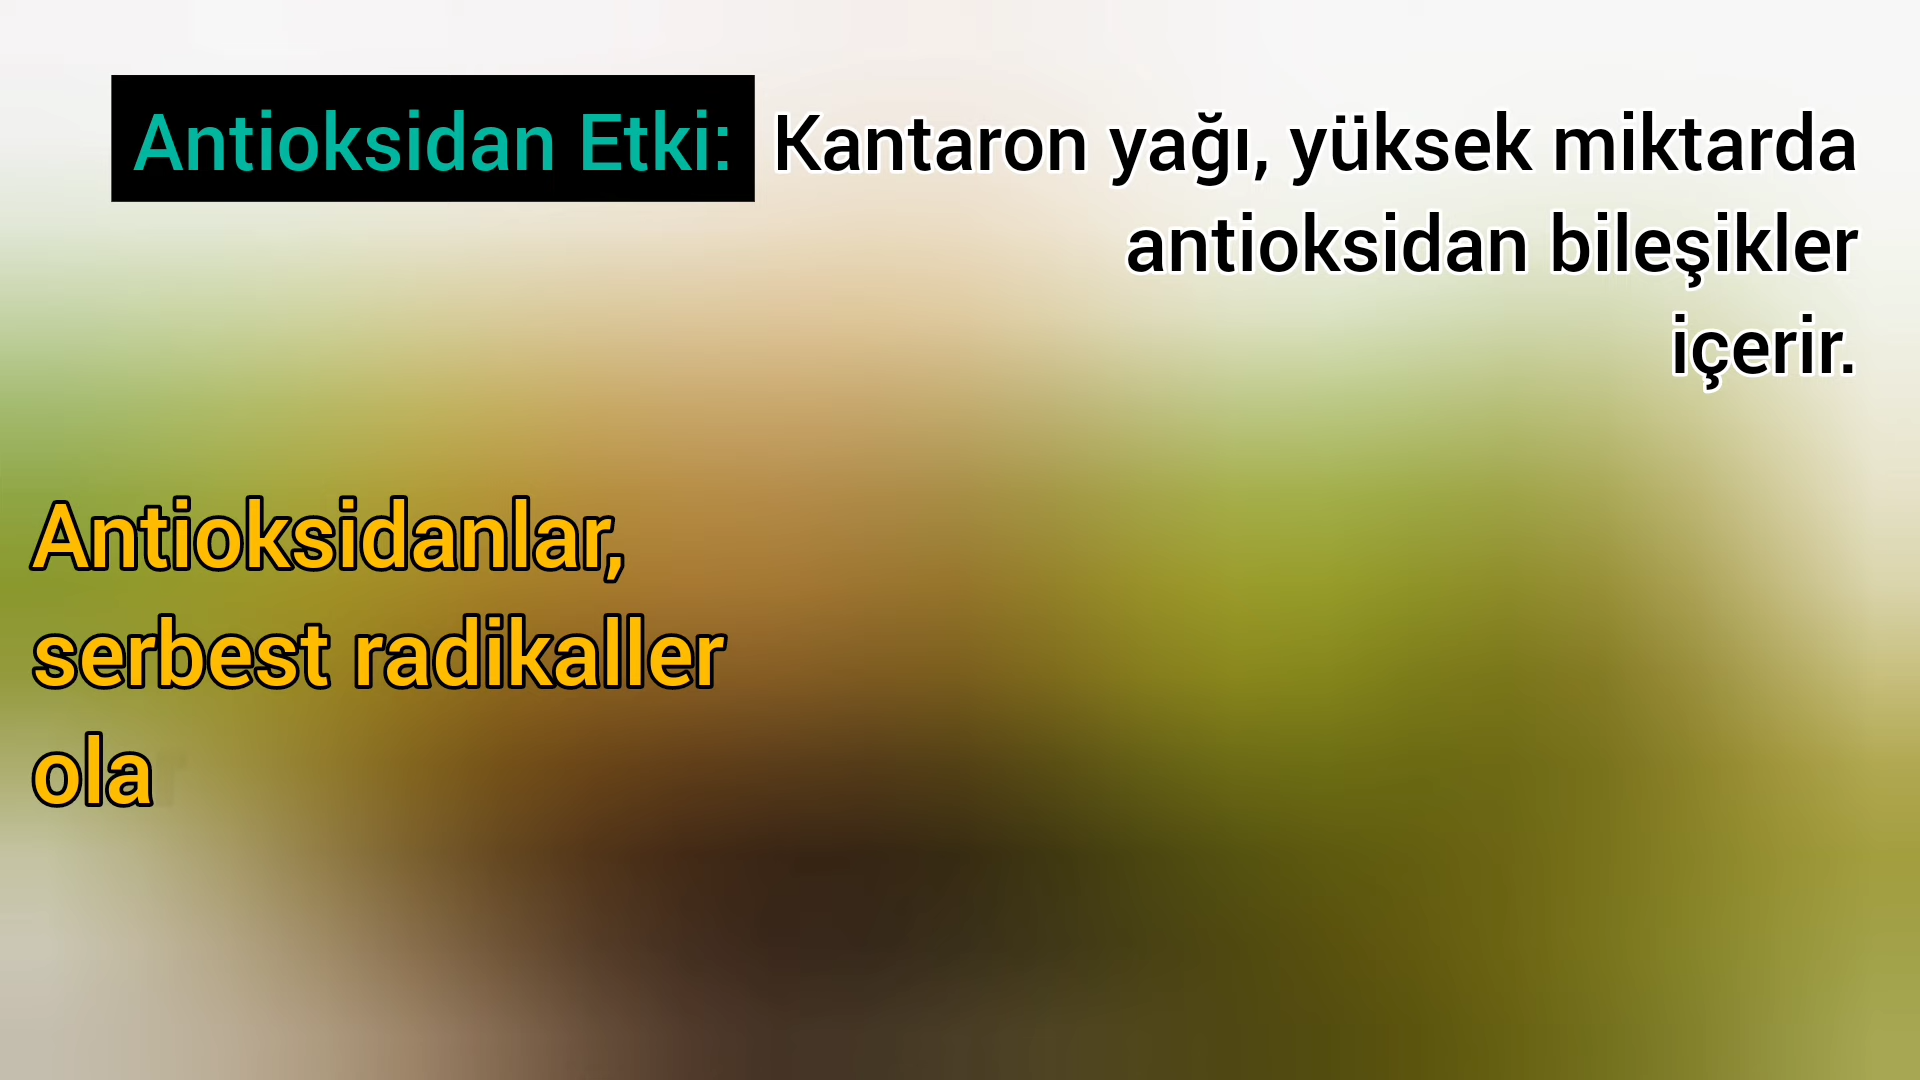 Antioksidan Etki: Kantaron yağı, yüksek miktarda
antioksidan bileşikler
içerir.
Antioksidanlar,
serbest radikaller
ola